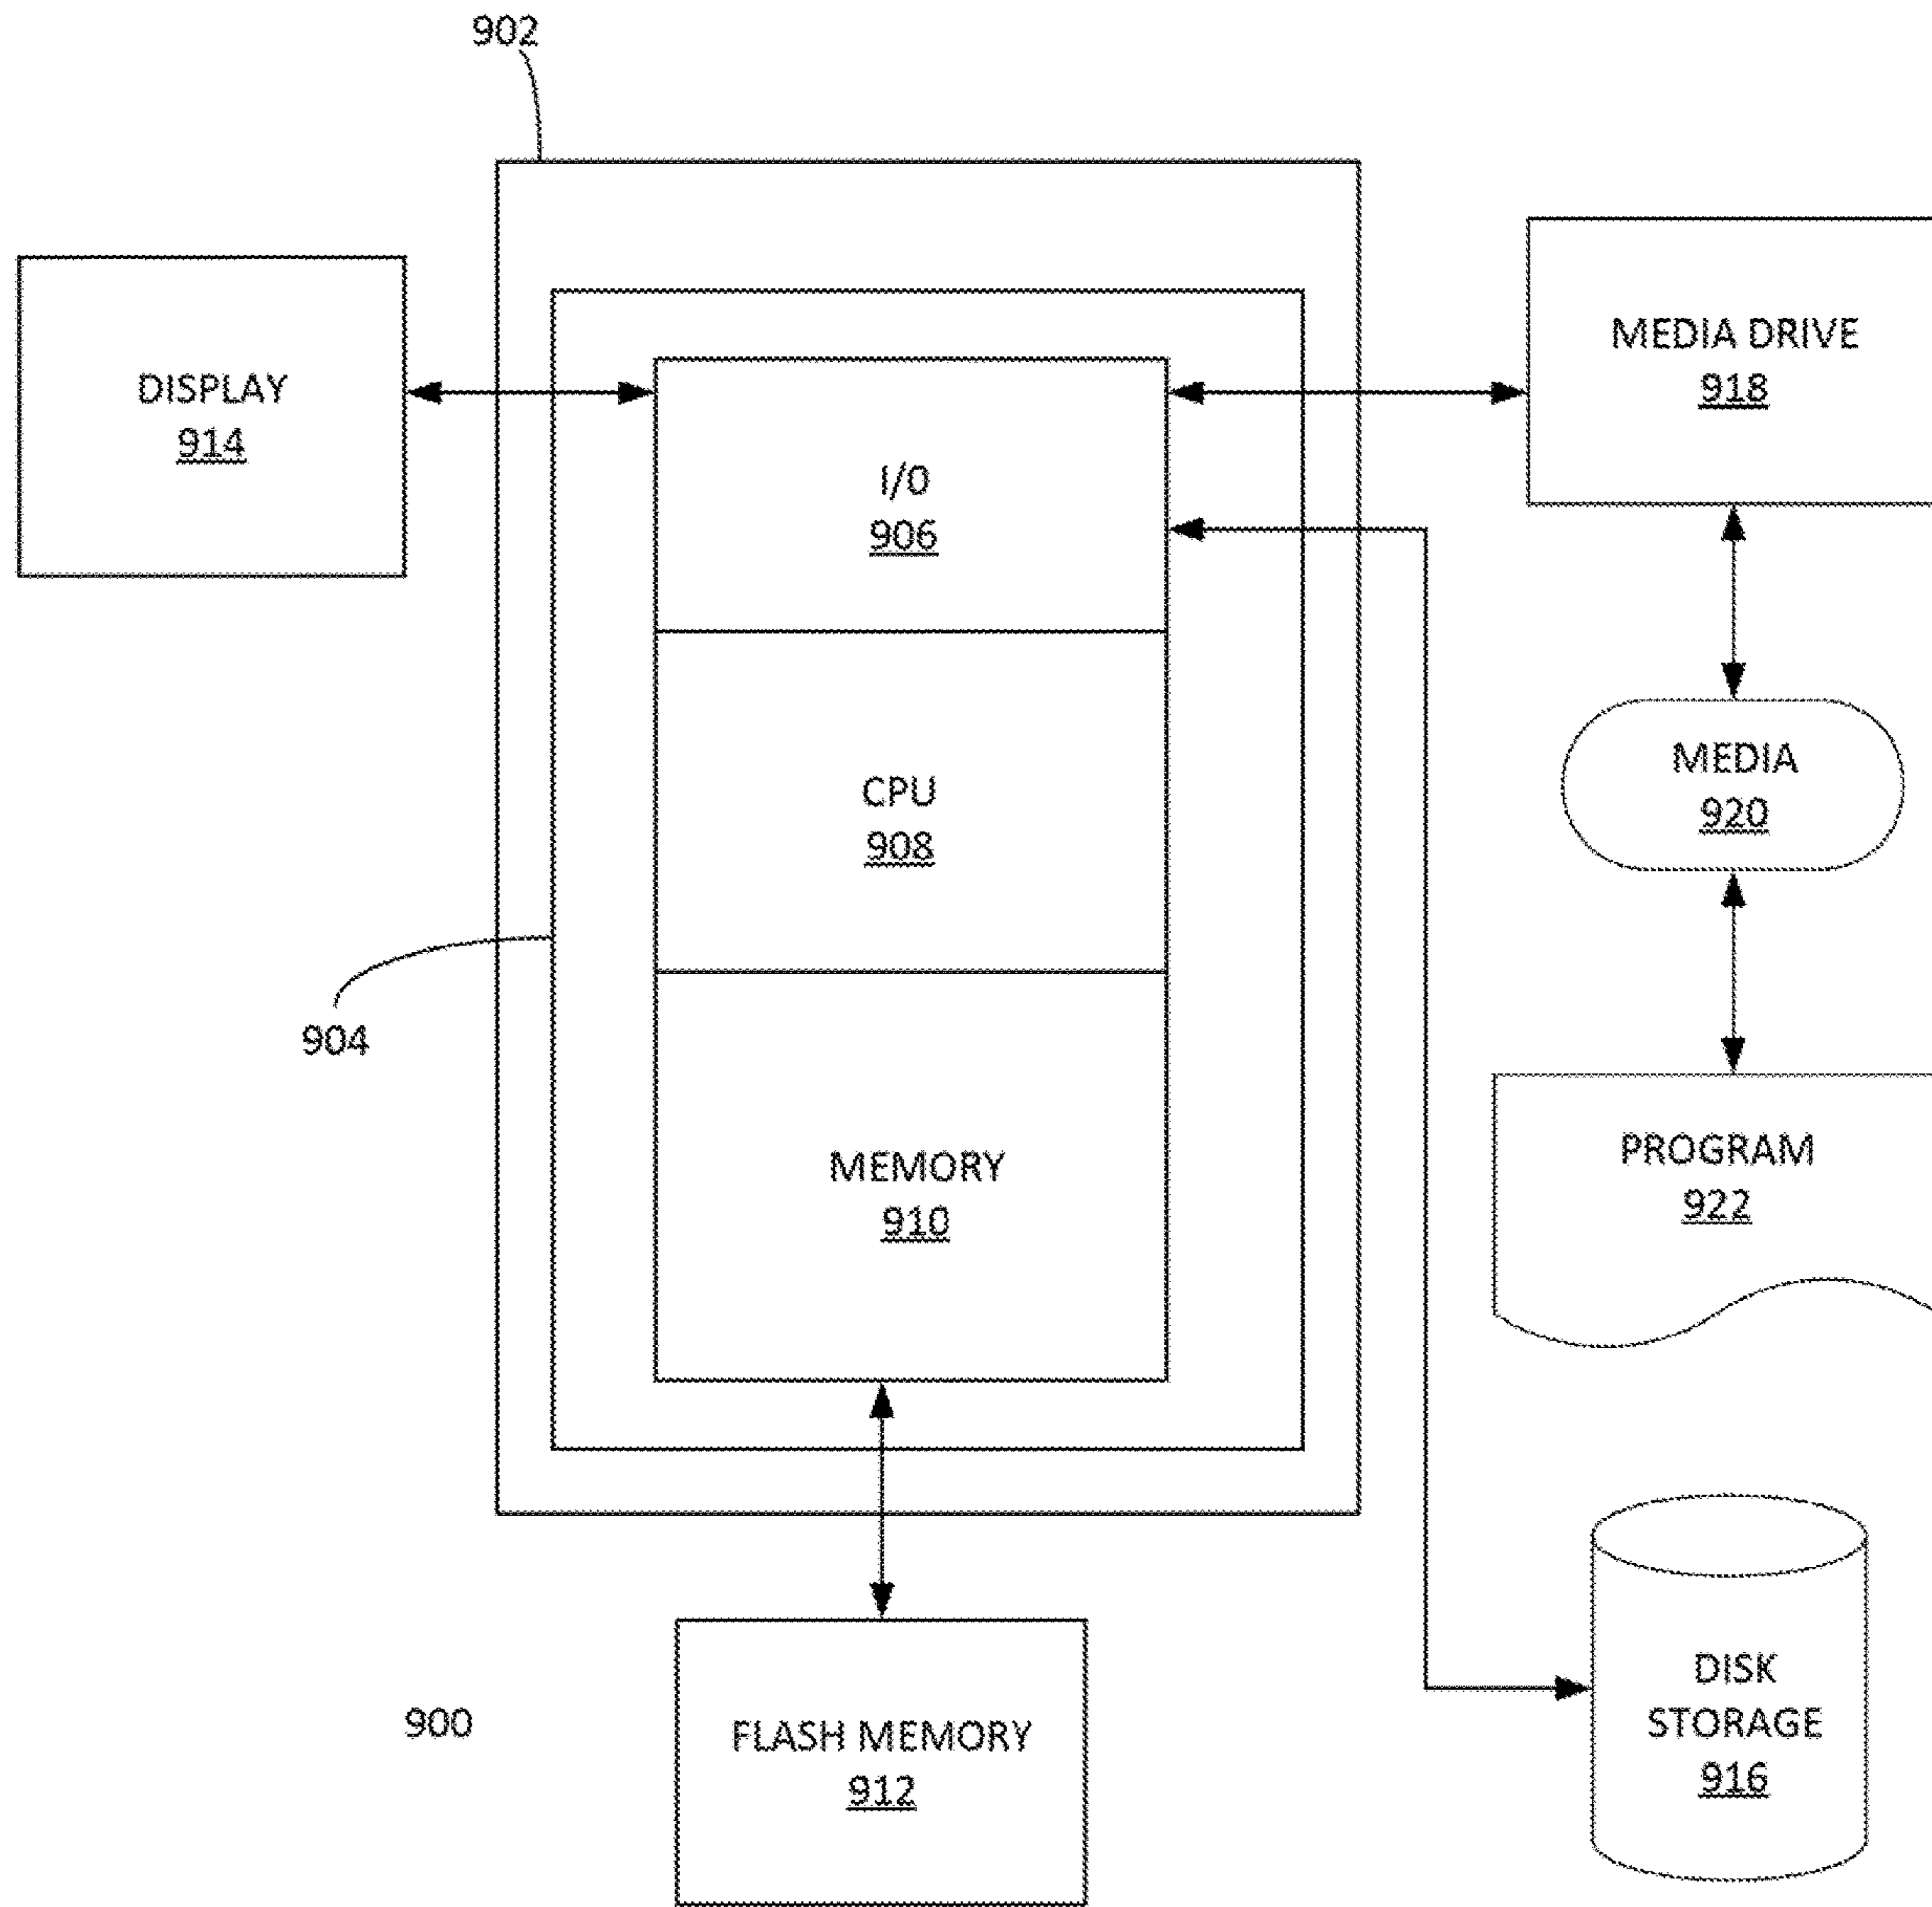 902
DISPLAY
914
MEDIA DRIVE
918
I/0
906
CPU
908
MEDIA
920
904
MEMORY
910
PROGRAM
922
900
FLASH MEMORY
912
DISK
STORAGE
916